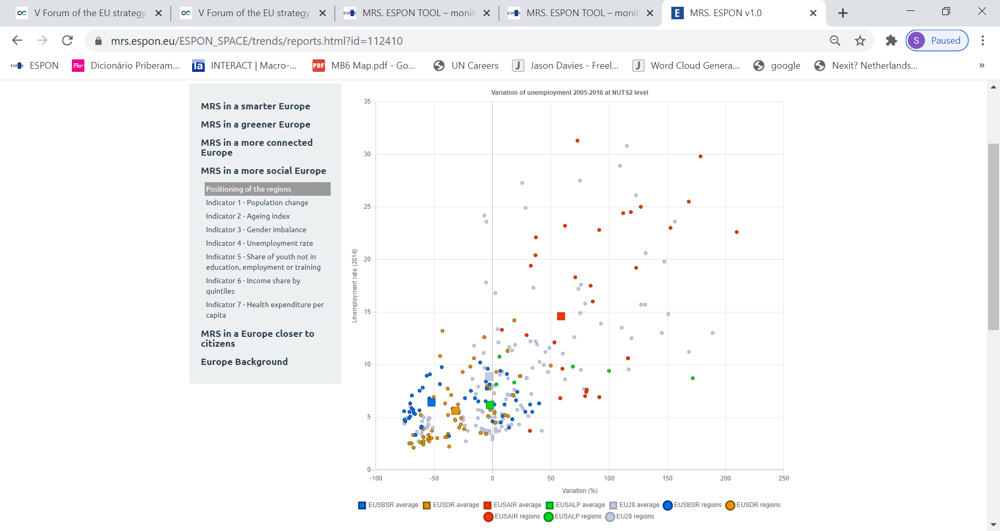 V Forum of the EU strategy
V Forum of the EU strategy
MRS. ESPON TOOL – monit
MRS. ESPON TOOL – monit
MRS. ESPON v1.0
mrs.espon.eu/ESPON_SPACE/trends/reports.html?id=112410
S Paused
ESPON
Dicionário Priberam...
INTERACT | Macro-...
PDF MB6 Map.pdf - Go...
UN Careers
Jason Davies - Freel...
Word Cloud Genera...
google
Nexit? Netherlands...
»
MRS in a smarter Europe
MRS in a greener Europe
MRS in a more connected
Europe
MRS in a more social Europe
Positioning of the regions
Indicator 1 - Population change
Indicator 2 - Ageing index
Indicator 3 - Gender imbalance
Indicator 4 - Unemployment rate
Indicator 5 - Share of youth not in
education, employment or training
Indicator 6 - Income share by
quintiles
Indicator 7 - Health expenditure per
capita
MRS in a Europe closer to
citizens
Europe Background
Variation of unemployment 2005-2016 at NUTS2 level
35
30
25
20
15
10
5
0
Unemployment rate (2016)
-100 -50 0 50 100 150 200 250
Variation (%)
EUSBSR average EUSDR average EUSAIR average EUSALP average EU28 average EUSBSR regions EUSDR regions
EUSAIR regions EUSALP regions EU28 regions